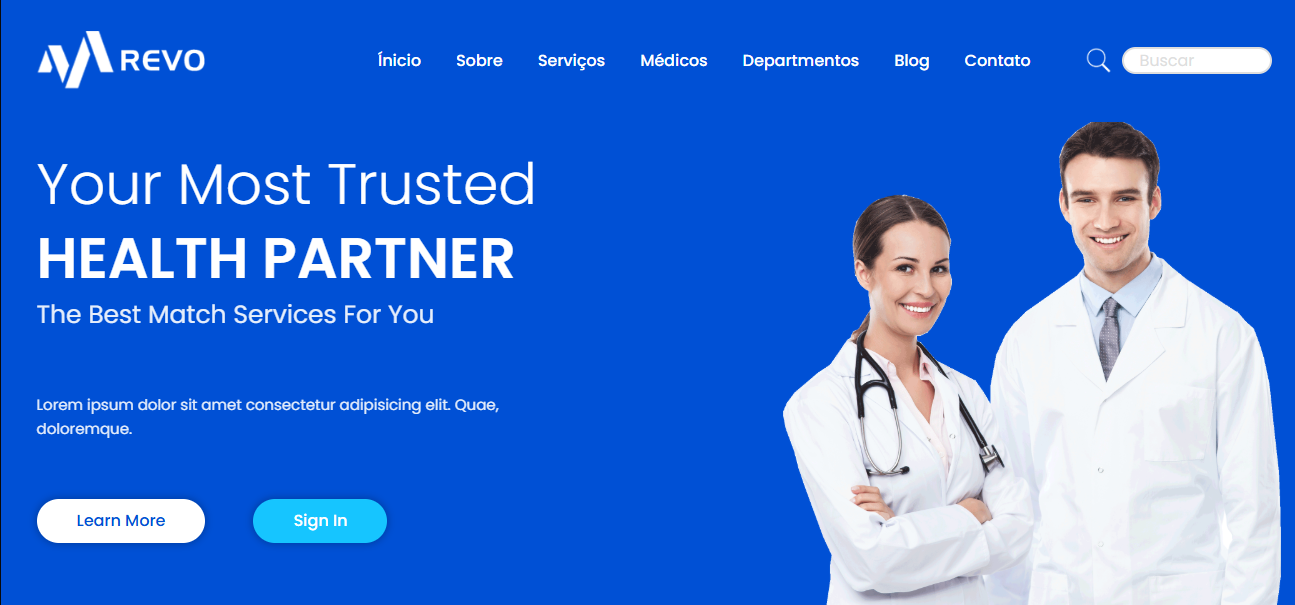 REVO
Ínicio Sobre Serviços Médicos Departmentos Blog Contato Buscar
Your Most Trusted
HEALTH PARTNER
The Best Match Services For You
Lorem ipsum dolor sit amet consectetur adipisicing elit. Quae,
doloremque.
Learn More Sign In